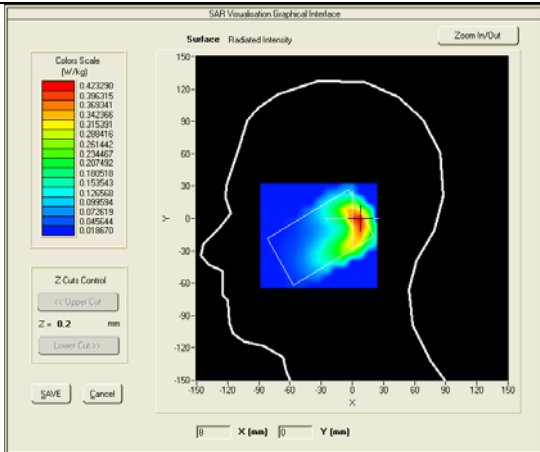 SAR Visualisation Graphical Interface
Surface Radiated Intensity
Zoom In/Out
Colors Scale
(W/kg)
0.423290
0.396315
0.369341
0.342366
0.315391
0.288416
0.261442
0.234467
0.207492
0.180518
0.153543
0.126568
0.099594
0.072619
0.045644
0.018670
Z Cuts Control
<< Upper Cut
Z = 0.2 mm
Lower Cut >>
SAVE Cancel
150
120
90
60
30
0
-30
-60
-90
-120
-150
Y
-150 -120 -90 -60 -30 0 30 60 90 120 150
X
8 X (mm) 0 Y (mm)